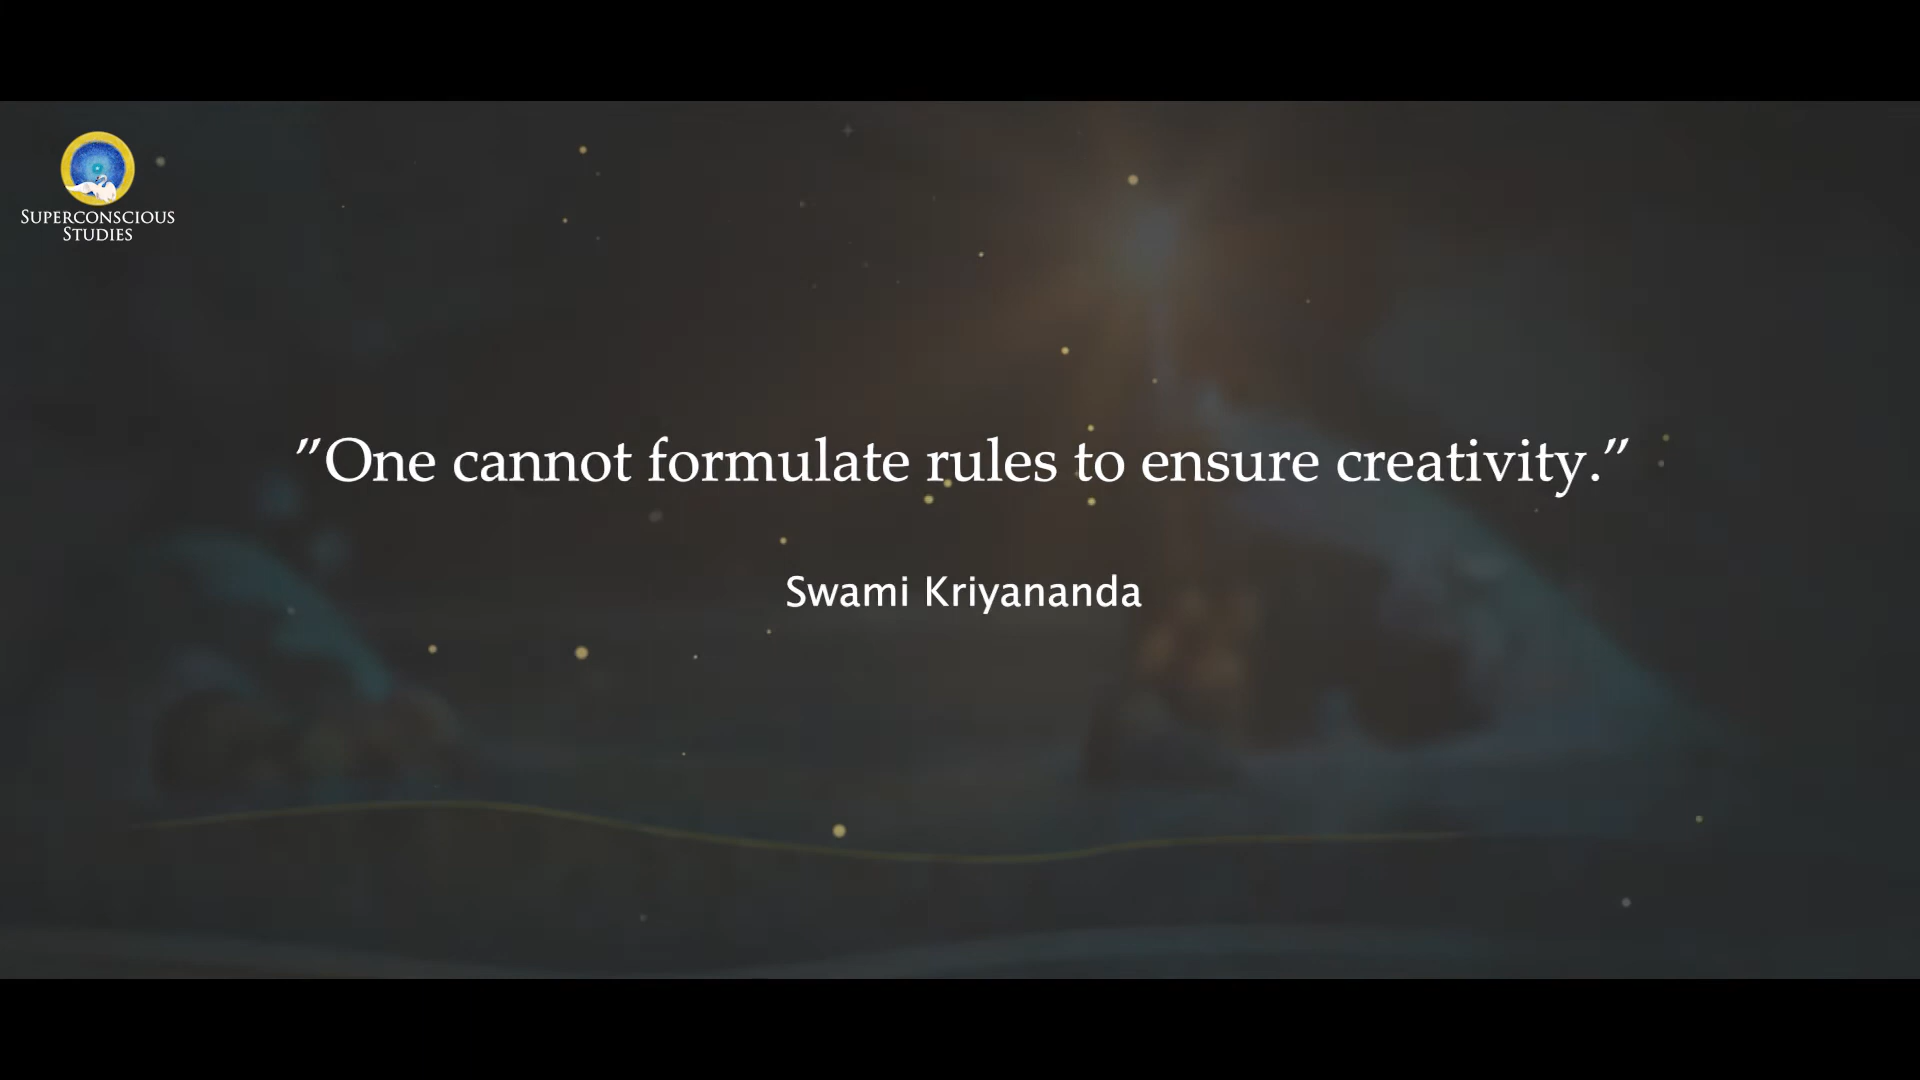 SUPERCONSCIOUS
STUDIES
”One cannot formulate rules to ensure creativity.”
Swami Kriyananda